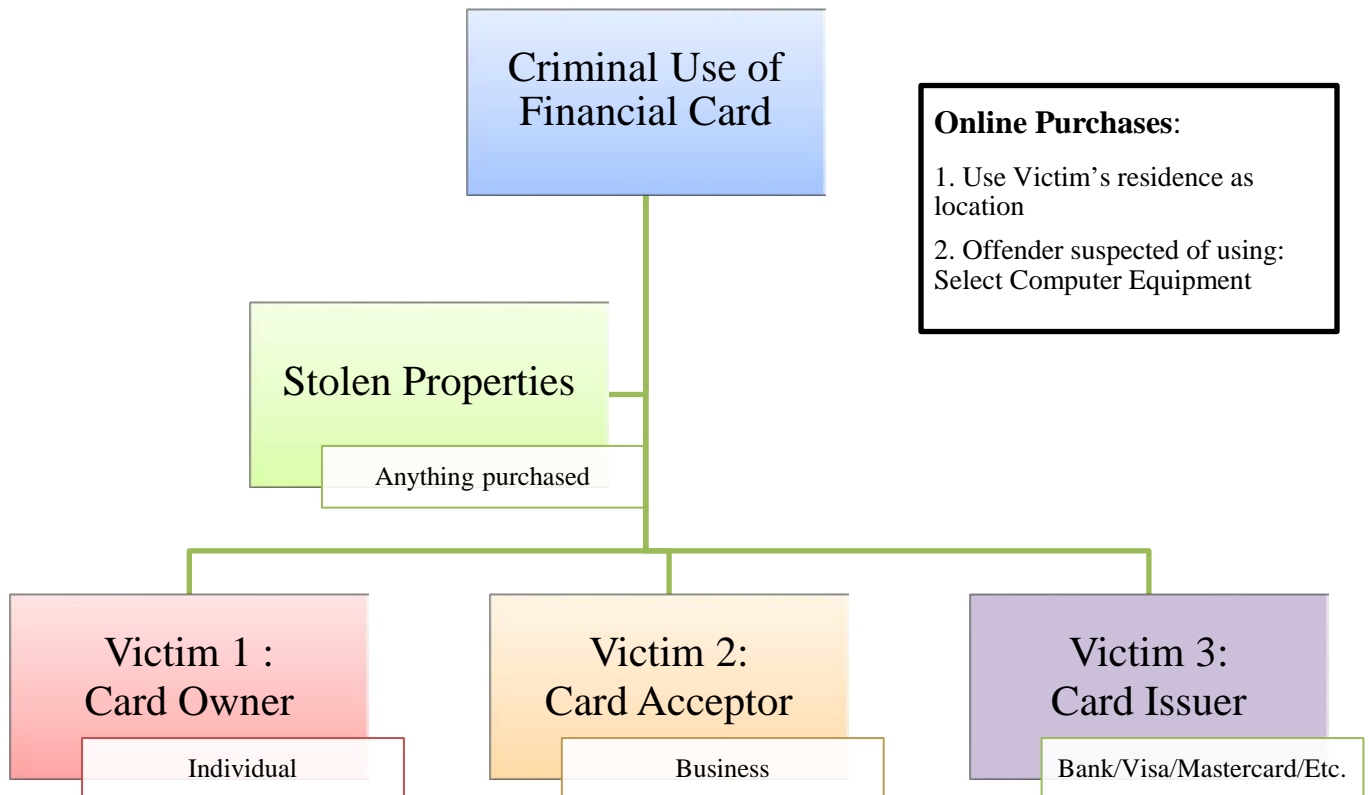 Criminal Use of
Financial Card
Online Purchases:
1. Use Victim’s residence as
location
2. Offender suspected of using:
Select Computer Equipment
Stolen Properties
Anything purchased
Victim 1 :
Card Owner
Individual
Victim 2:
Card Acceptor
Business
Victim 3:
Card Issuer
Bank/Visa/Mastercard/Etc.